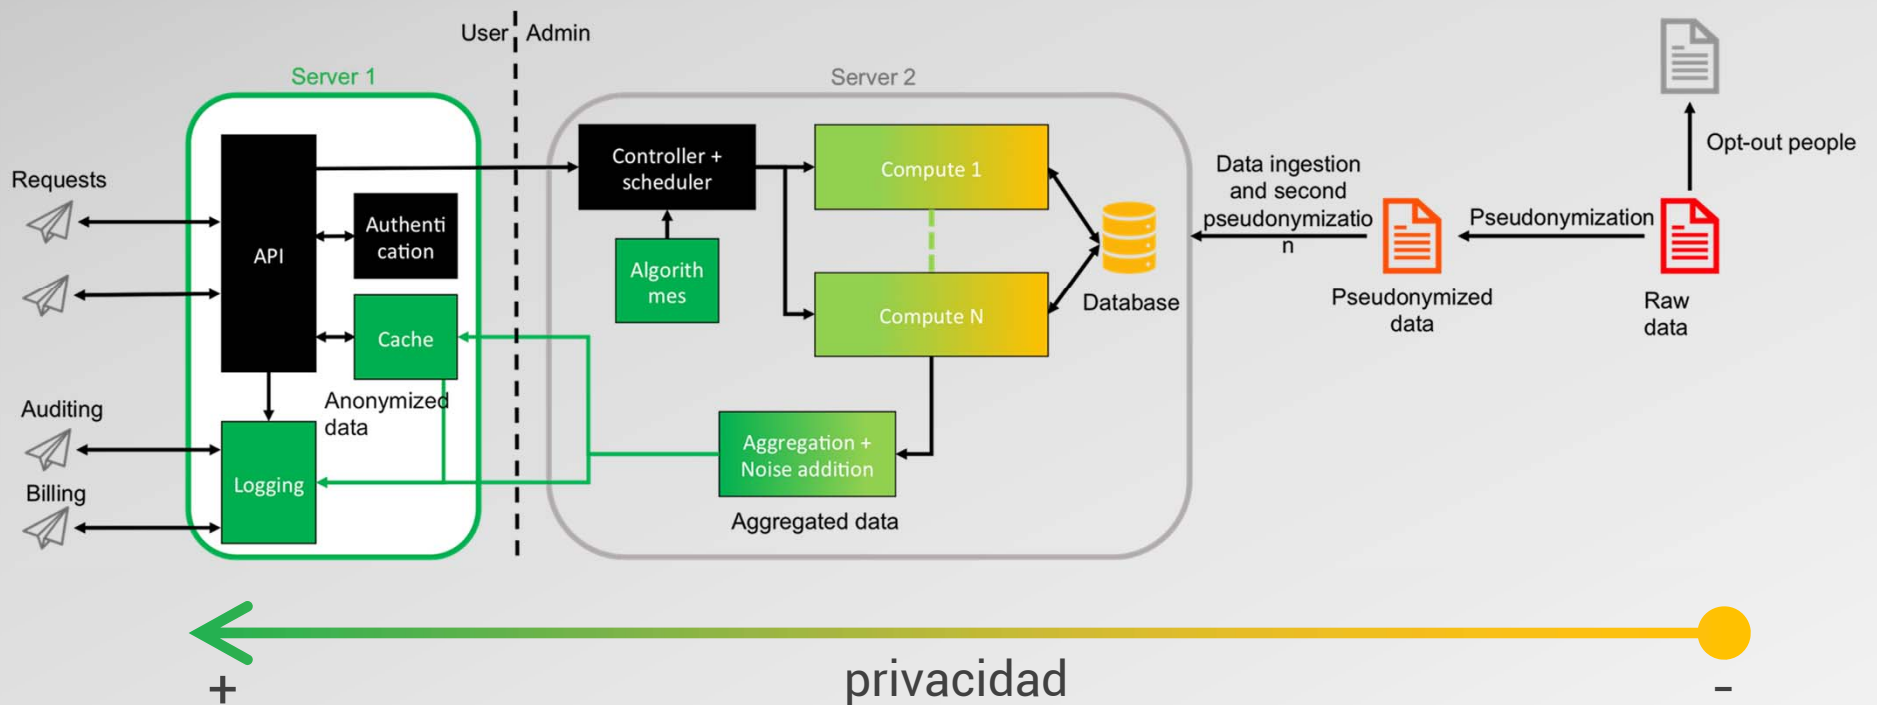 User
Admin
Server 1
Server 2
Requests
API
Authenti
cation
Cache
Anonymized
data
Auditing
Billing
Logging
Controller +
scheduler
Algorith
mes
Compute 1
Compute N
Database
Aggregation +
Noise addition
Aggregated data
Data ingestion
and second
pseudonymizatio
n
Pseudonymized
data
Pseudonymization
Opt-out people
Raw
data
+
privacidad
-